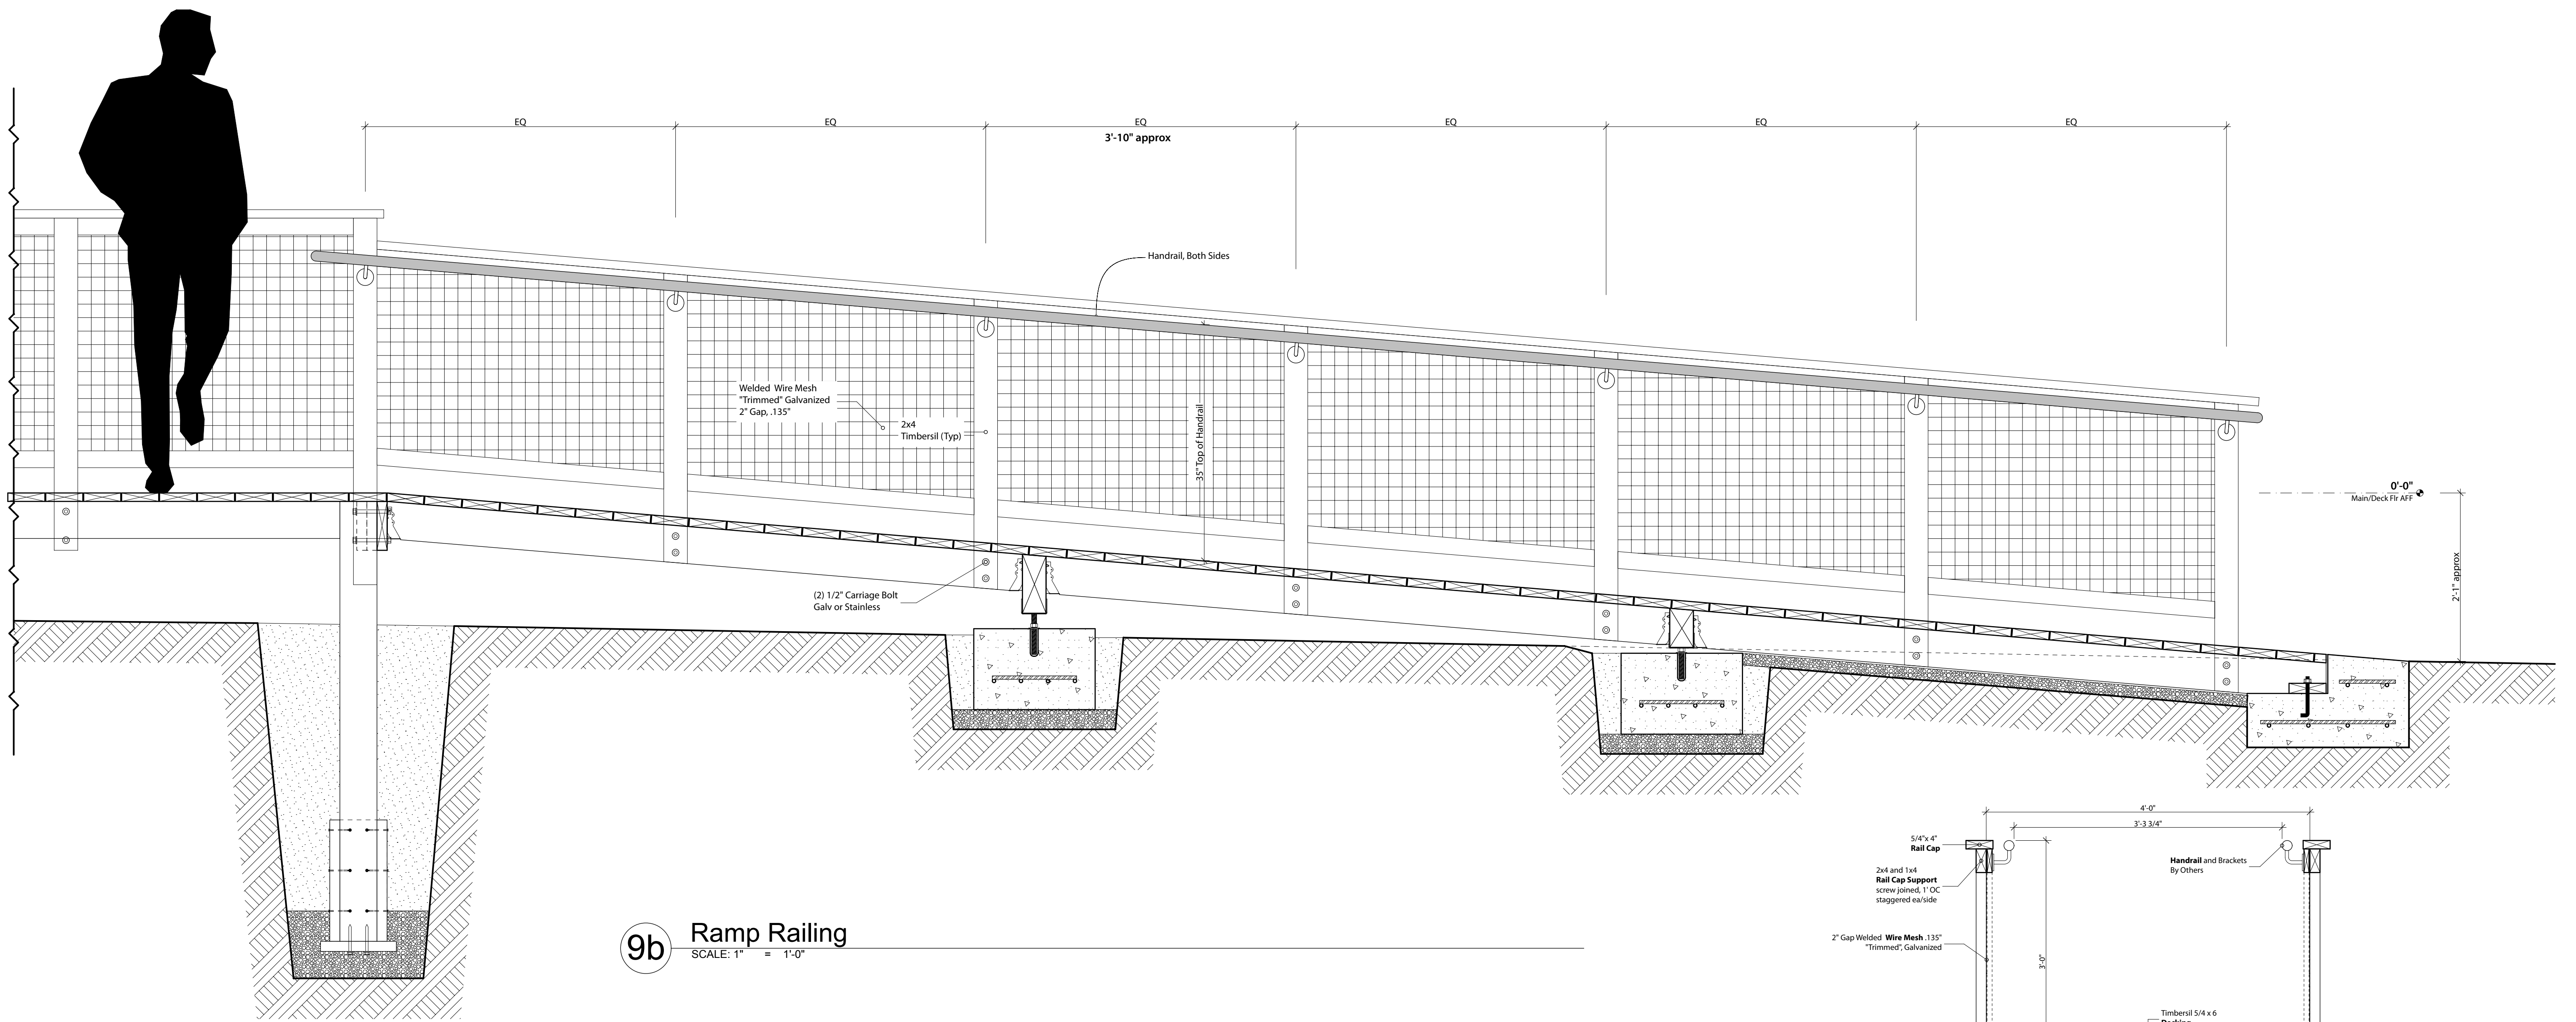 EQ EQ EQ EQ EQ EQ
3'-10" approx
Handrail, Both Sides
Welded Wire Mesh
"Trimmed" Galvanized
2" Gap, .135"
2x4
Timbersil (Typ)
35" Top of Handrail
0'-0"
Main/Deck Flr AFF
2'-1" approx
(2) 1/2" Carriage Bolt
Galv or Stainless
9b
Ramp Railing
SCALE: 1" = 1'-0"
4'-0"
3'-3 3/4"
5/4"x 4"
Rail Cap
Handrail and Brackets
By Others
2x4 and 1x4
Rail Cap Support
screw joined, 1' OC
staggered ea/side
2" Gap Welded Wire Mesh .135"
"Trimmed", Galvanized
3'-0"
Timbersil 5/4 x 6